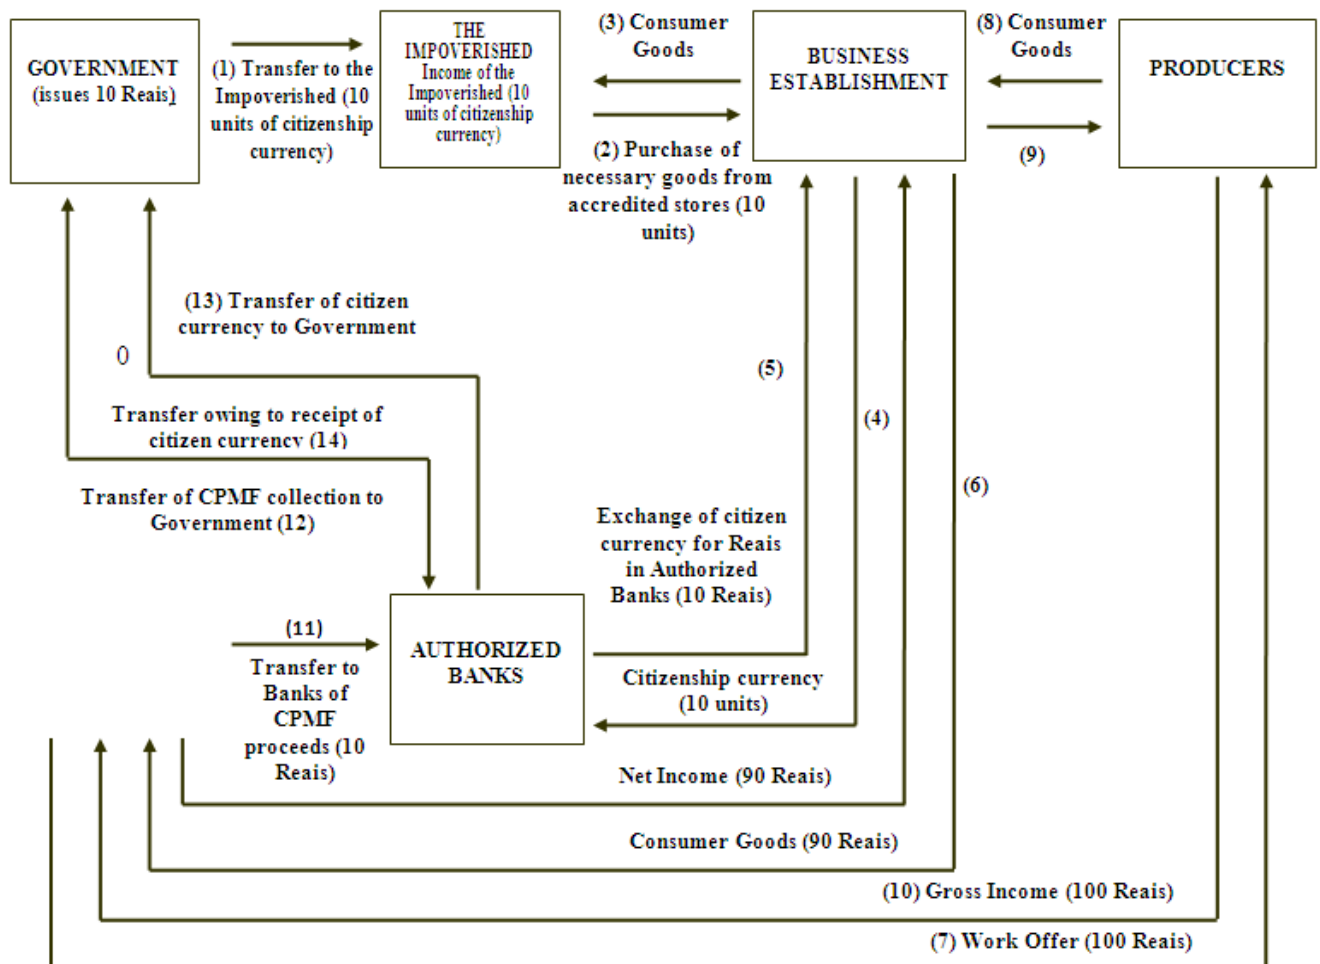 GOVERNMENT
(issues 10 Reais)
(1) Transfer to the
Impoverished (10
units of citizenship
currency)
THE
IMPOVERISHED
Income of the
Impoverished (10
units of citizenship
currency)
(3) Consumer
Goods
(2) Purchase of
necessary goods from
accredited stores (10
units)
BUSINESS
ESTABLISHMENT
(8) Consumer
Goods
(9)
PRODUCERS
(13) Transfer of citizen
currency to Government
0
Transfer owing to receipt of
citizen currency (14)
Transfer of CPMF collection to
Government (12)
(5)
(4)
(6)
Exchange of citizen
currency for Reais
in Authorized
Banks (10 Reais)
(11)
Transfer to
Banks of
CPMF
proceeds (10
Reais)
AUTHORIZED
BANKS
Citizenship currency
(10 units)
Net Income (90 Reais)
Consumer Goods (90 Reais)
(10) Gross Income (100 Reais)
(7) Work Offer (100 Reais)